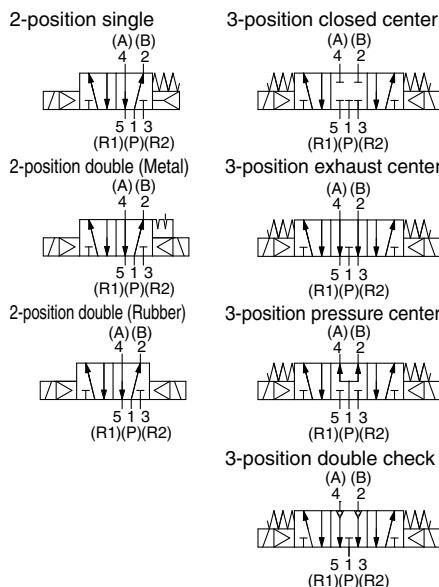 2-position single
(A) (B)
4 2
5 1 3
(R1)(P)(R2)
2-position double (Metal)
(A) (B)
4 2
5 1 3
(R1)(P)(R2)
2-position double (Rubber)
(A) (B)
4 2
5 1 3
(R1)(P)(R2)
3-position closed center
(A) (B)
4 2
5 1 3
(R1)(P)(R2)
3-position exhaust center
(A) (B)
4 2
5 1 3
(R1)(P)(R2)
3-position pressure center
(A) (B)
4 2
5 1 3
(R1)(P)(R2)
3-position double check
(A) (B)
4 2
5 1 3
(R1)(P)(R2)